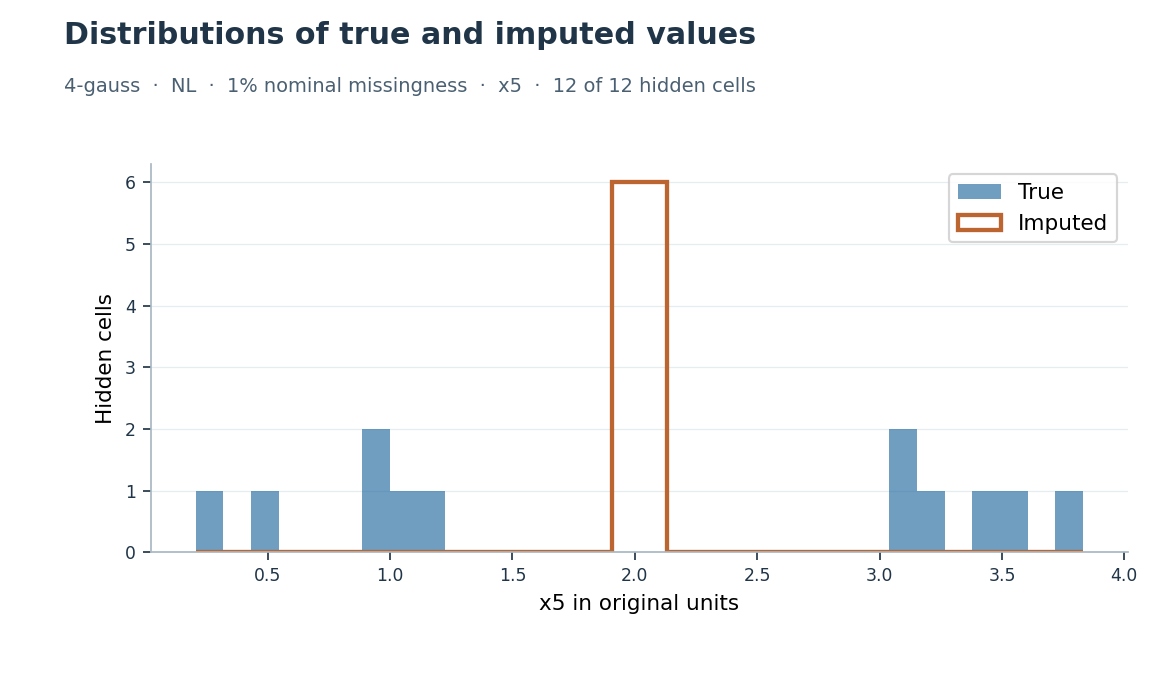 Distributions of true and imputed values
4-gauss · NL · 1% nominal missingness · x5 · 12 of 12 hidden cells
True
Imputed
Hidden cells
6
5
4
3
2
1
0
0.5 1.0 1.5 2.0 2.5 3.0 3.5 4.0
x5 in original units